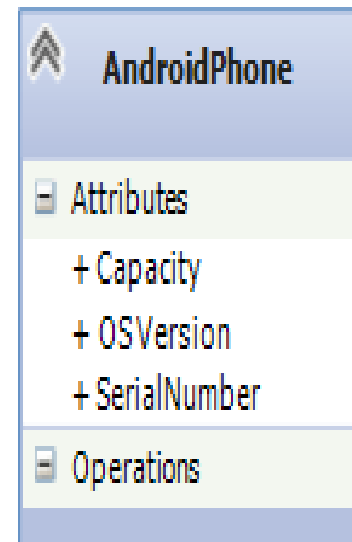 AndroidPhone
Attributes
+ Capacity
+ OSVersion
+ SerialNumber
Operations